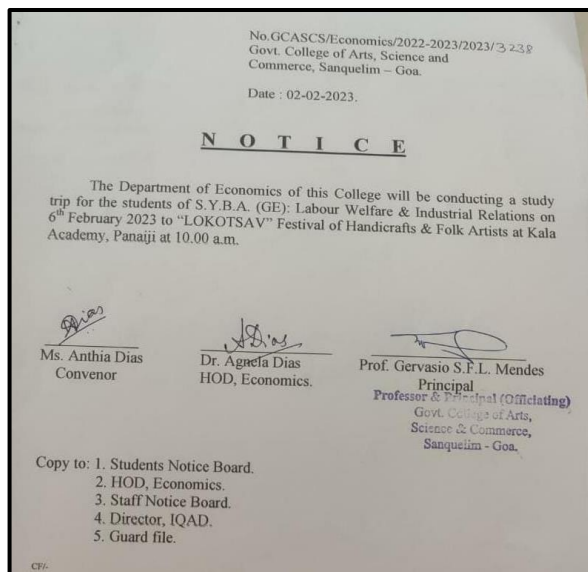 No.GCASCS/Economics/2022-2023/2023/3238
Govt. College of Arts, Science and
Commerce, Sanquelim – Goa.
Date : 02-02-2023.
N O T I C E
The Department of Economics of this College will be conducting a study
trip for the students of S.Y.B.A. (GE): Labour Welfare & Industrial Relations on
6th February 2023 to “LOKOTSAV” Festival of Handicrafts & Folk Artists at Kala
Academy, Panaiji at 10.00 a.m.
ADias
Ms. Anthia Dias
Convenor
ADias
Dr. Agnela Dias
HOD, Economics.
Prof. Gervasio S.F.L. Mendes
Principal
Professor & Principal (Officiating)
Govt. College of Arts,
Science & Commerce,
Sanquelim - Goa.
Copy to: 1. Students Notice Board.
2. HOD, Economics.
3. Staff Notice Board.
4. Director, IQAD.
5. Guard file.
CF/-